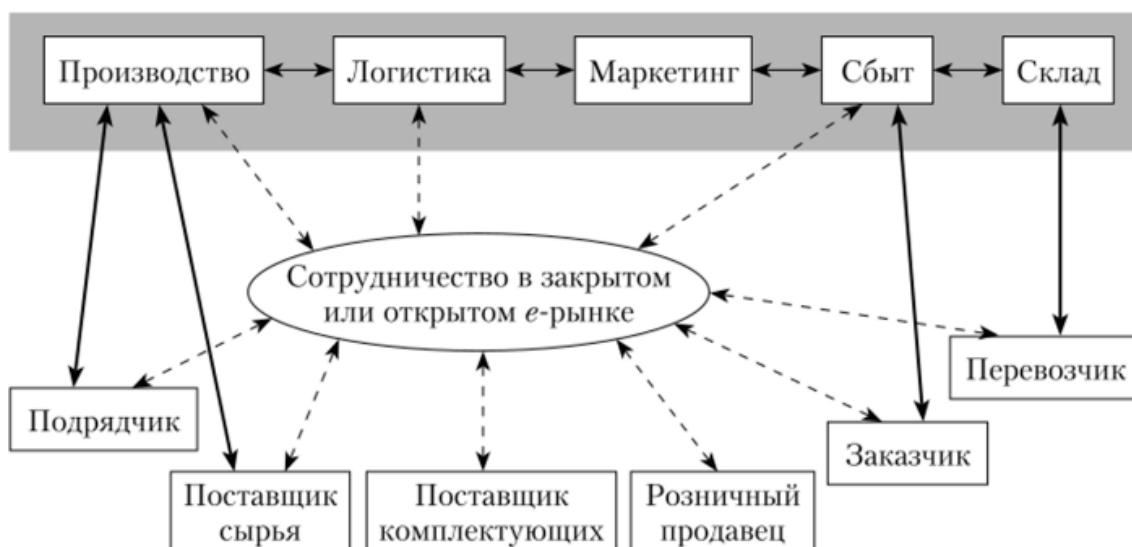 Производство
Логистика
Маркетинг
Сбыт
Склад
Сотрудничество в закрытом
или открытом e-рынке
Перевозчик
Подрядчик
Заказчик
Поставщик
сырья
Поставщик
комплектующих
Розничный
продавец